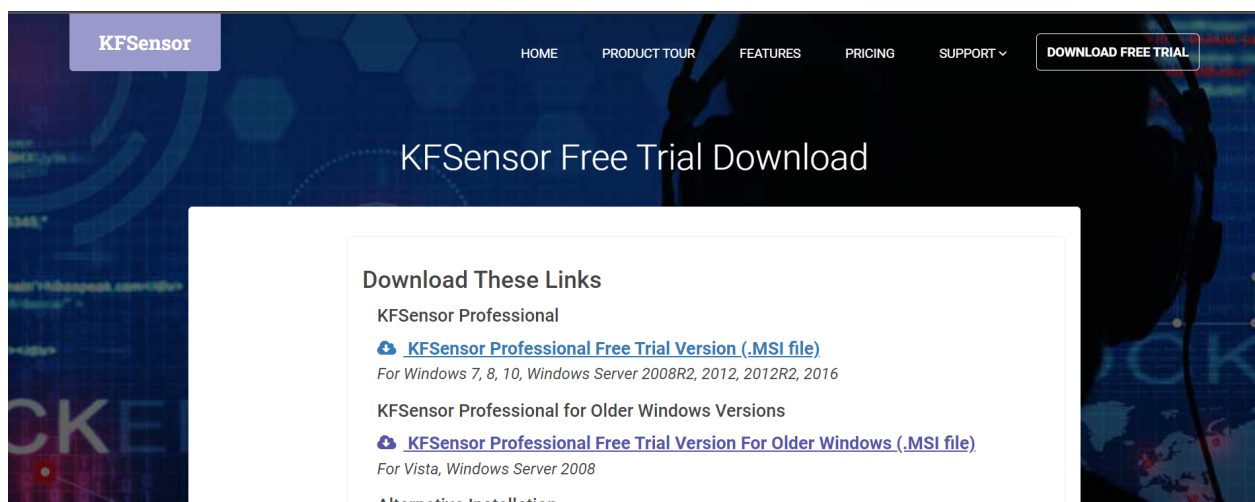 KFSensor
HOME PRODUCT TOUR FEATURES PRICING SUPPORT DOWNLOAD FREE TRIAL
KFSensor Free Trial Download
Download These Links
KFSensor Professional
KFSensor Professional Free Trial Version (.MSI file)
For Windows 7, 8, 10, Windows Server 2008R2, 2012, 2012R2, 2016
KFSensor Professional for Older Windows Versions
KFSensor Professional Free Trial Version For Older Windows (.MSI file)
For Vista, Windows Server 2008
Alternative Installation